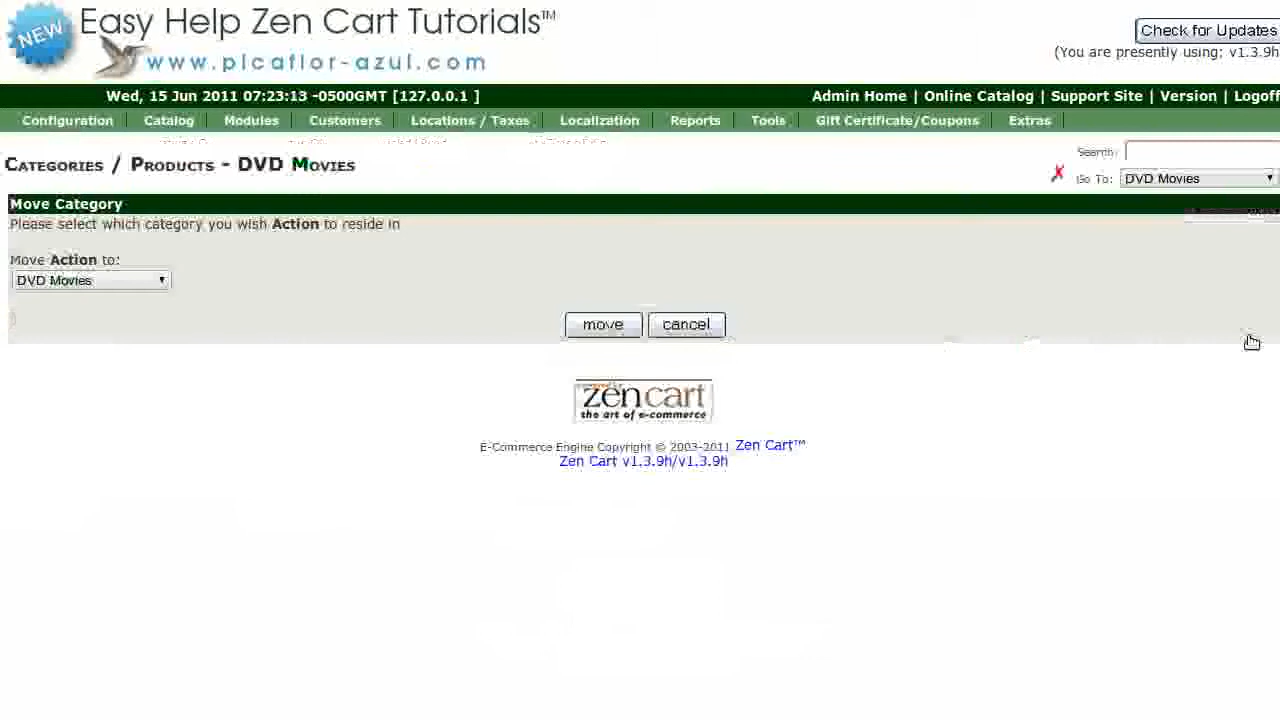 NEW
Easy Help Zen Cart Tutorials™
www.picaflor-azul.com
Check for Updates
(You are presently using: v1.3.9h
Wed, 15 Jun 2011 07:23:13 -0500GMT [127.0.0.1 ]
Admin Home | Online Catalog | Support Site | Version | Logoff
Configuration Catalog Modules Customers Locations / Taxes Localization Reports Tools Gift Certificate/Coupons Extras
Categories / Products - DVD Movies
Search:
Go To: DVD Movies
Move Category
Please select which category you wish Action to reside in
Move Action to:
DVD Movies
move cancel
zen cart
the art of e-commerce
E-Commerce Engine Copyright © 2003-2011 Zen Cart™
Zen Cart v1.3.9h/v1.3.9h